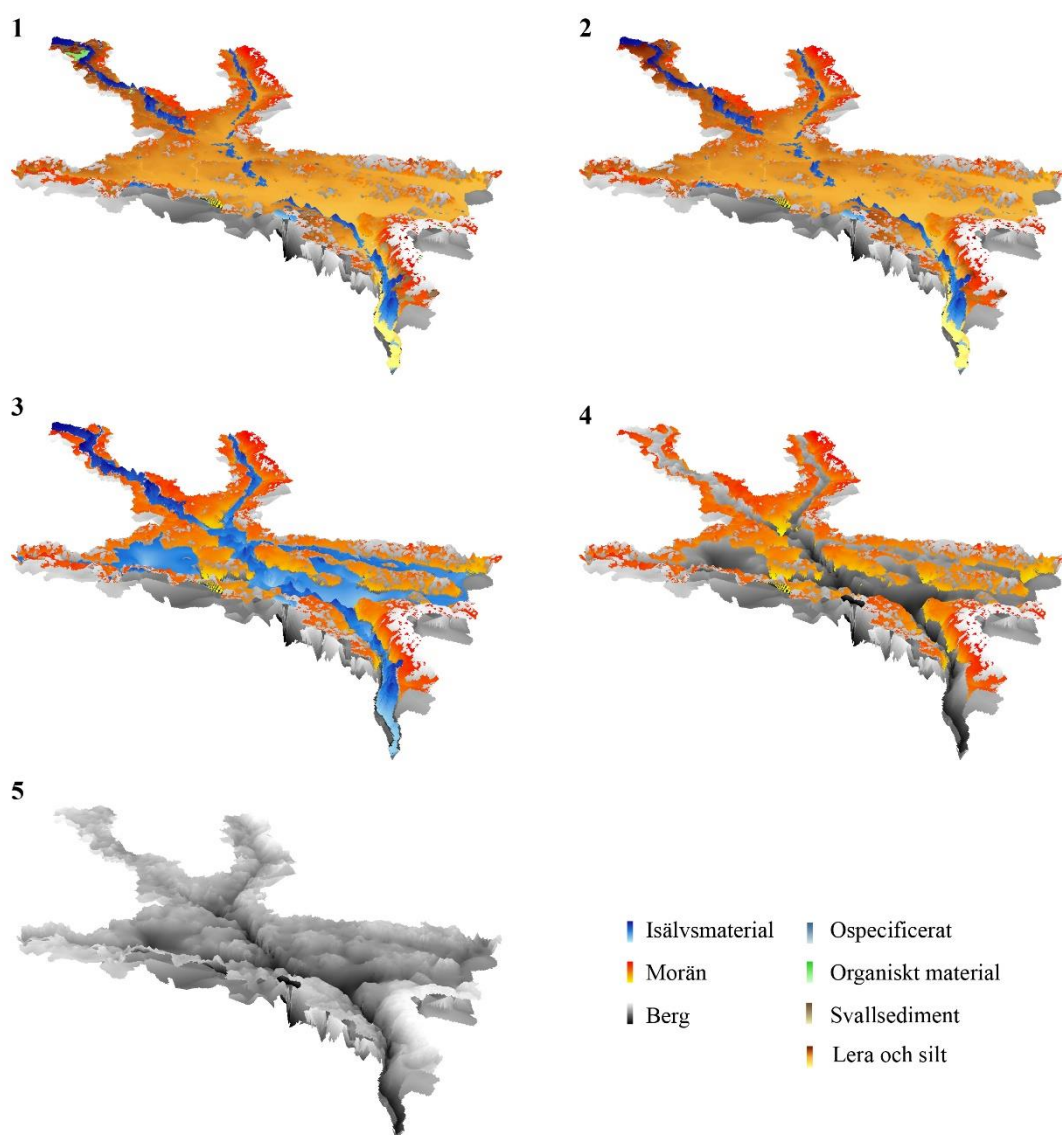 1
2
3
4
5
Isälvsmaterial
Morän
Berg
Ospecificerat
Organiskt material
Svallsediment
Lera och silt